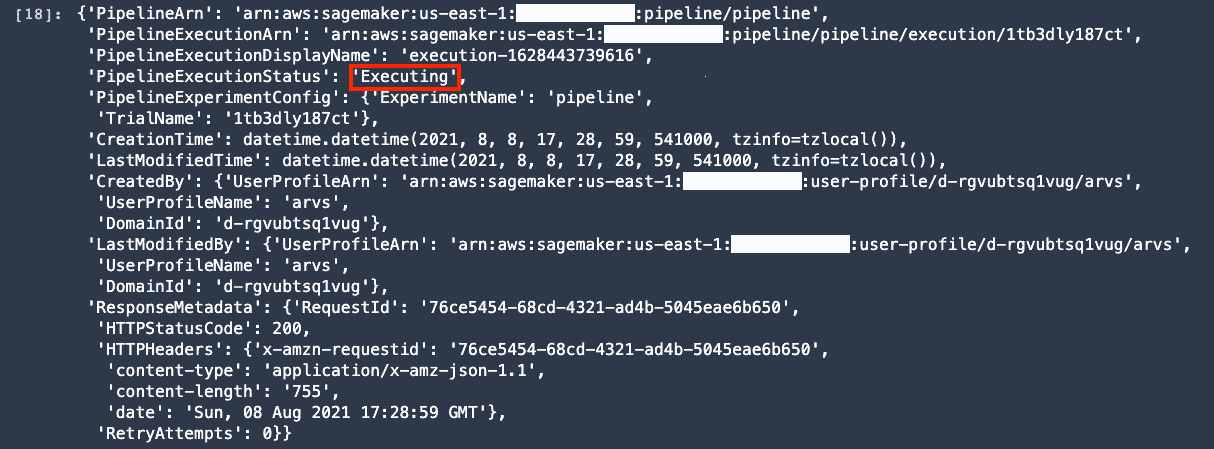 [18]: {'PipelineArn': 'arn:aws:sagemaker:us-east-1: :pipeline/pipeline',
'PipelineExecutionArn': 'arn:aws:sagemaker:us-east-1: :pipeline/pipeline/execution/1tb3dly187ct',
'PipelineExecutionDisplayName': 'execution-1628443739616',
'PipelineExecutionStatus': 'Executing',
'PipelineExperimentConfig': {'ExperimentName': 'pipeline',
'TrialName': '1tb3dly187ct'},
'CreationTime': datetime.datetime(2021, 8, 8, 17, 28, 59, 541000, tzinfo=tzlocal()),
'LastModifiedTime': datetime.datetime(2021, 8, 8, 17, 28, 59, 541000, tzinfo=tzlocal()),
'CreatedBy': {'UserProfileArn': 'arn:aws:sagemaker:us-east-1: :user-profile/d-rgvubtsq1vug/arvs',
'UserProfileName': 'arvs',
'DomainId': 'd-rgvubtsq1vug'},
'LastModifiedBy': {'UserProfileArn': 'arn:aws:sagemaker:us-east-1: :user-profile/d-rgvubtsq1vug/arvs',
'UserProfileName': 'arvs',
'DomainId': 'd-rgvubtsq1vug'},
'ResponseMetadata': {'RequestId': '76ce5454-68cd-4321-ad4b-5045eae6b650',
'HTTPStatusCode': 200,
'HTTPHeaders': {'x-amzn-requestid': '76ce5454-68cd-4321-ad4b-5045eae6b650',
'content-type': 'application/x-amz-json-1.1',
'content-length': '755',
'date': 'Sun, 08 Aug 2021 17:28:59 GMT'},
'RetryAttempts': 0}}